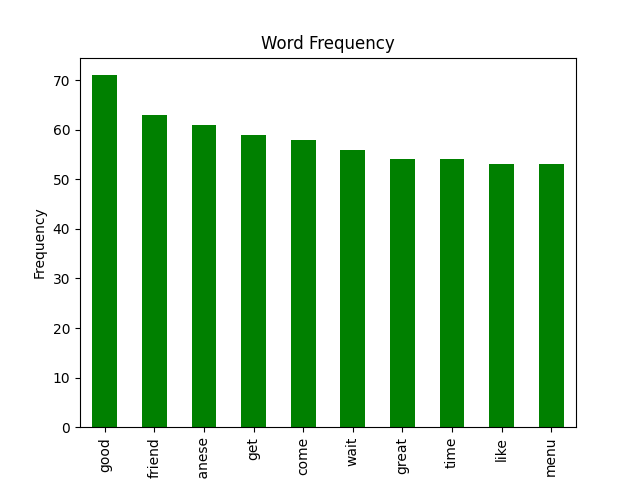 Word Frequency
Frequency
70
60
50
40
30
20
10
0
good
friend
anese
get
come
wait
great
time
like
menu